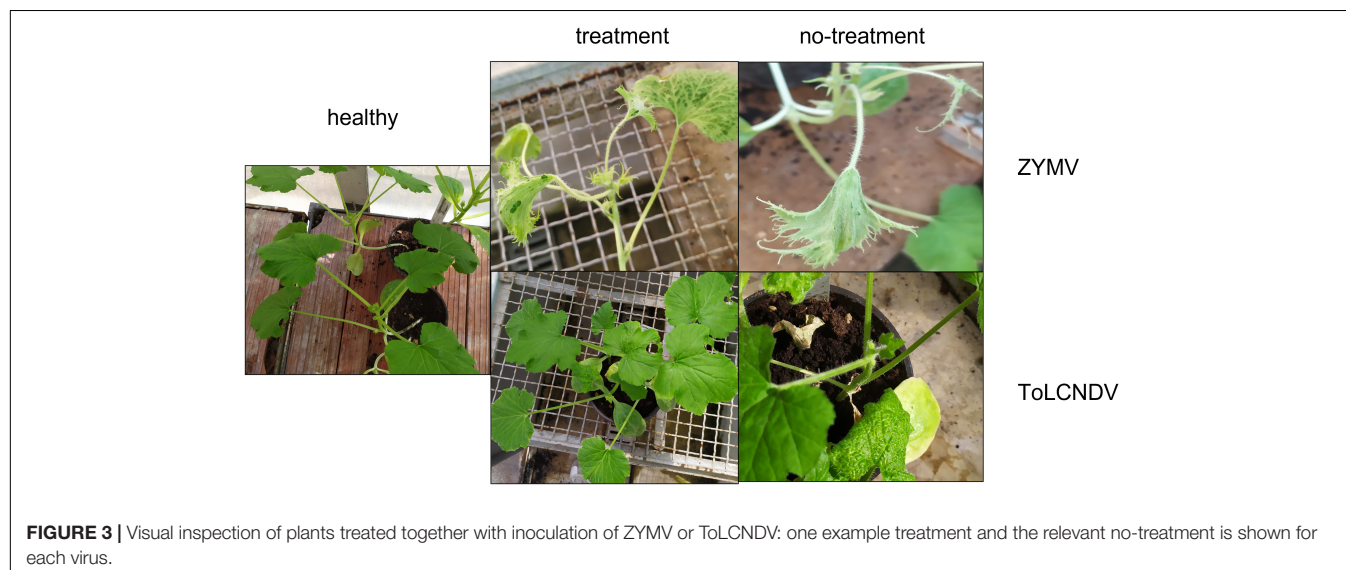 treatment
no-treatment
healthy
ZYMV
ToLCNDV
FIGURE 3 | Visual inspection of plants treated together with inoculation of ZYMV or ToLCNDV: one example treatment and the relevant no-treatment is shown for
each virus.